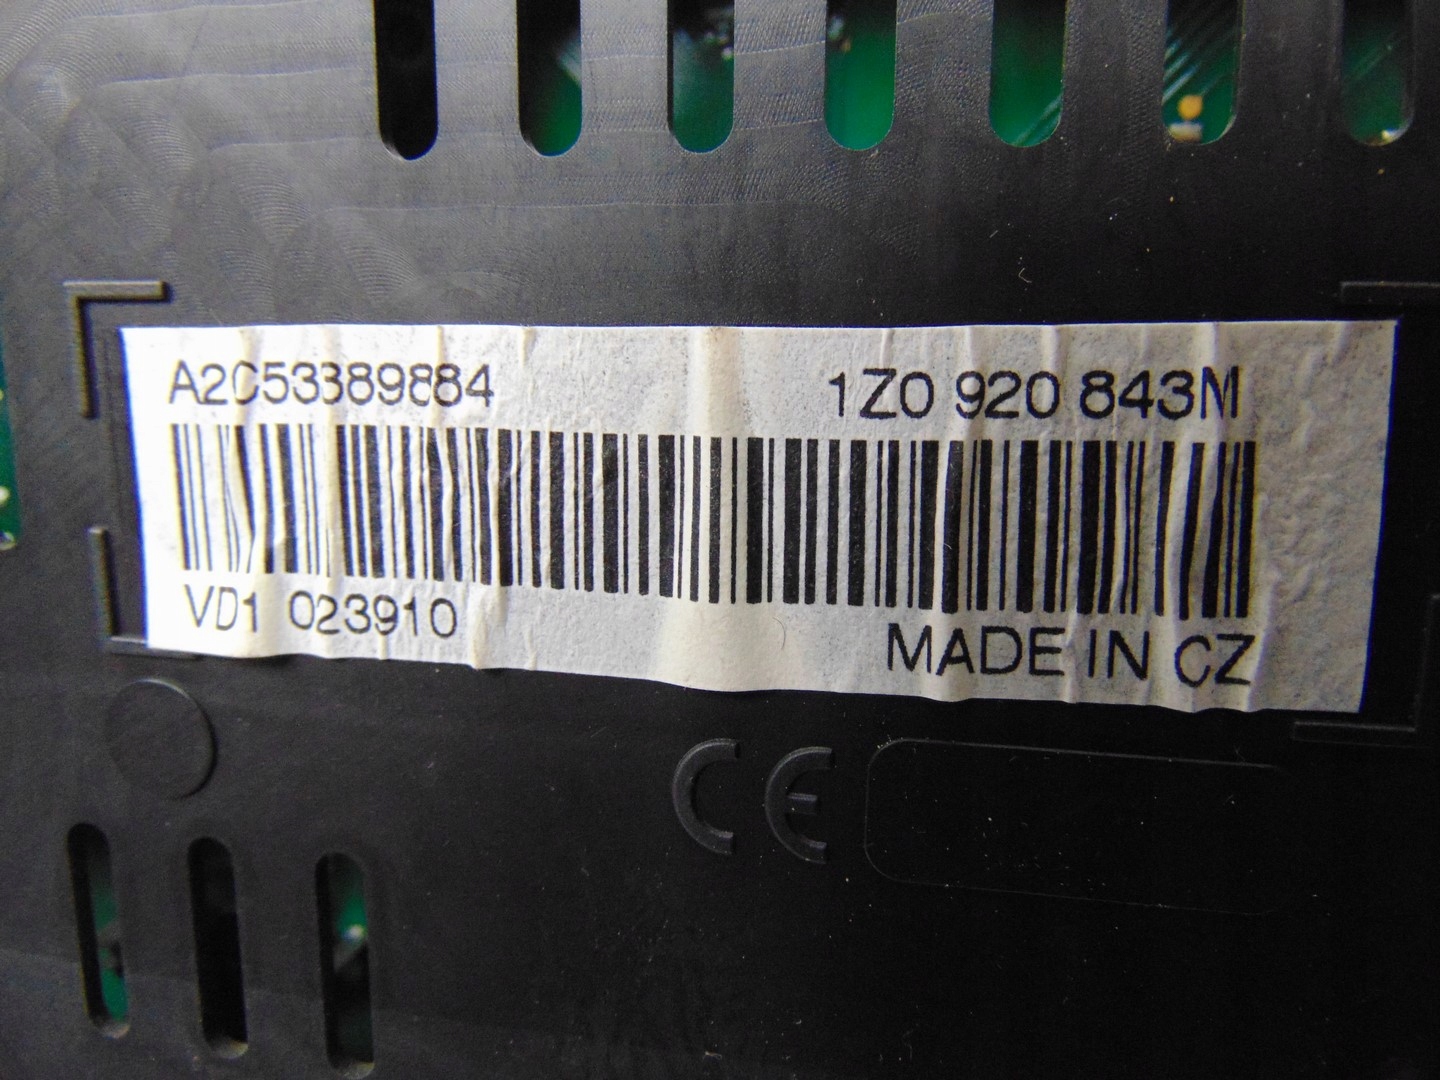 A2C53389884
1Z0 920 843M
VD1 023910
MADE IN CZ
CE